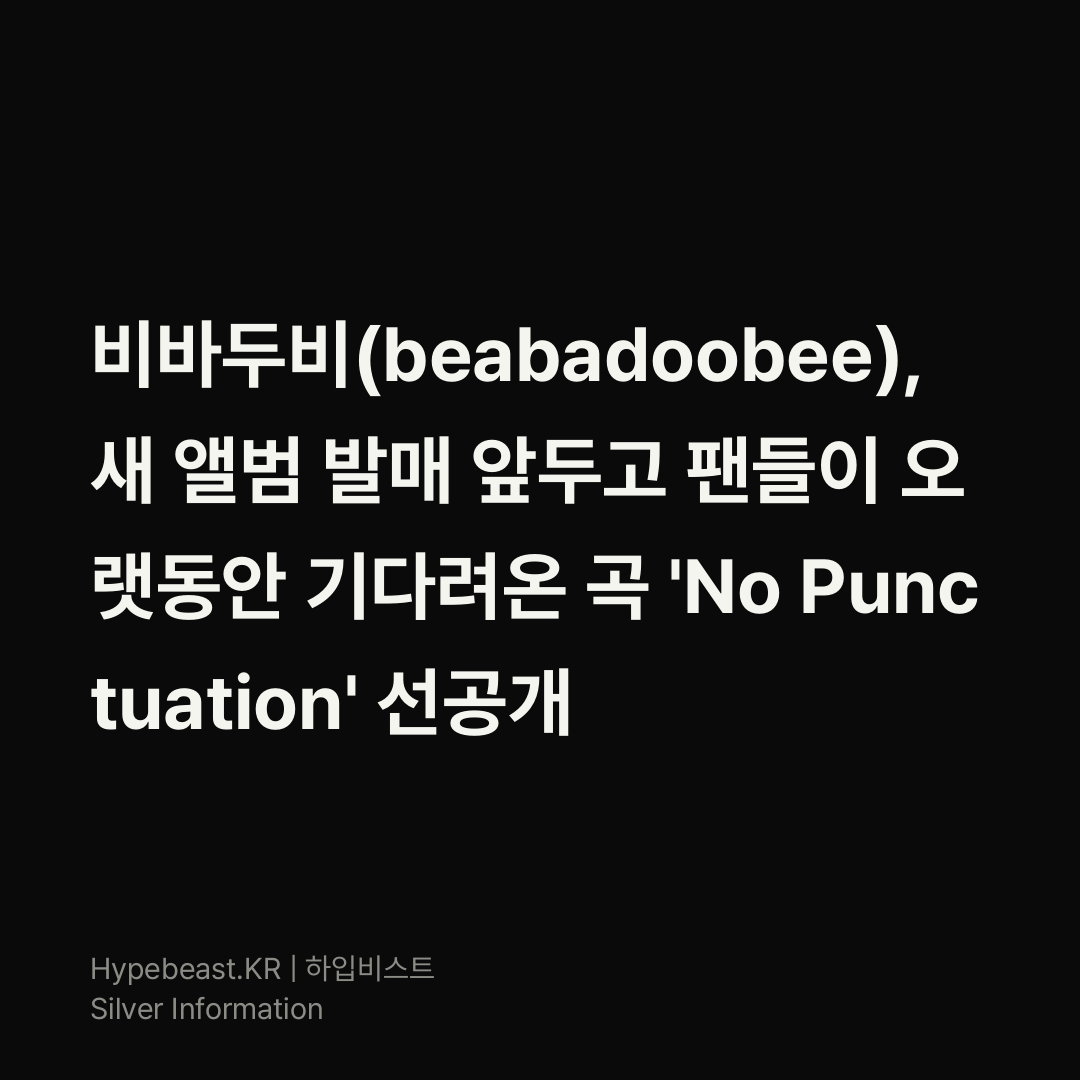 비바두비(beabadoobee),
새 앨범 발매 앞두고 팬들이 오
랫동안 기다려온 곡 'No Punc
tuation' 선공개
Hypebeast.KR | 하입비스트
Silver Information